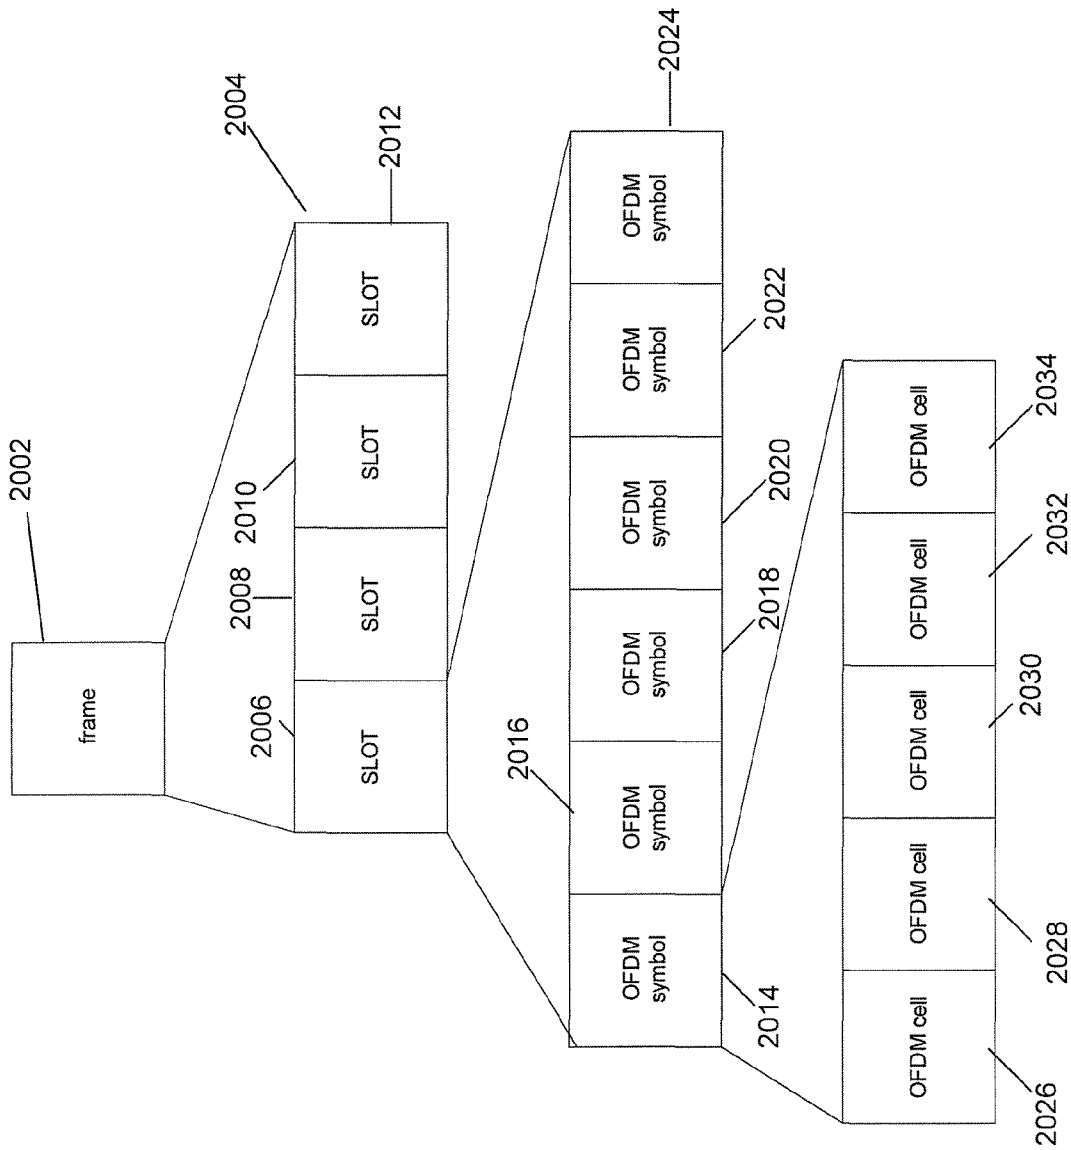 frame
2002
2004
SLOT
SLOT
SLOT
SLOT
2006
2008
2010
2012
OFDM
symbol
OFDM
symbol
OFDM
symbol
OFDM
symbol
OFDM
symbol
OFDM
symbol
2014
2016
2018
2020
2022
2024
OFDM cell
OFDM cell
OFDM cell
OFDM cell
OFDM cell
2026
2028
2030
2032
2034